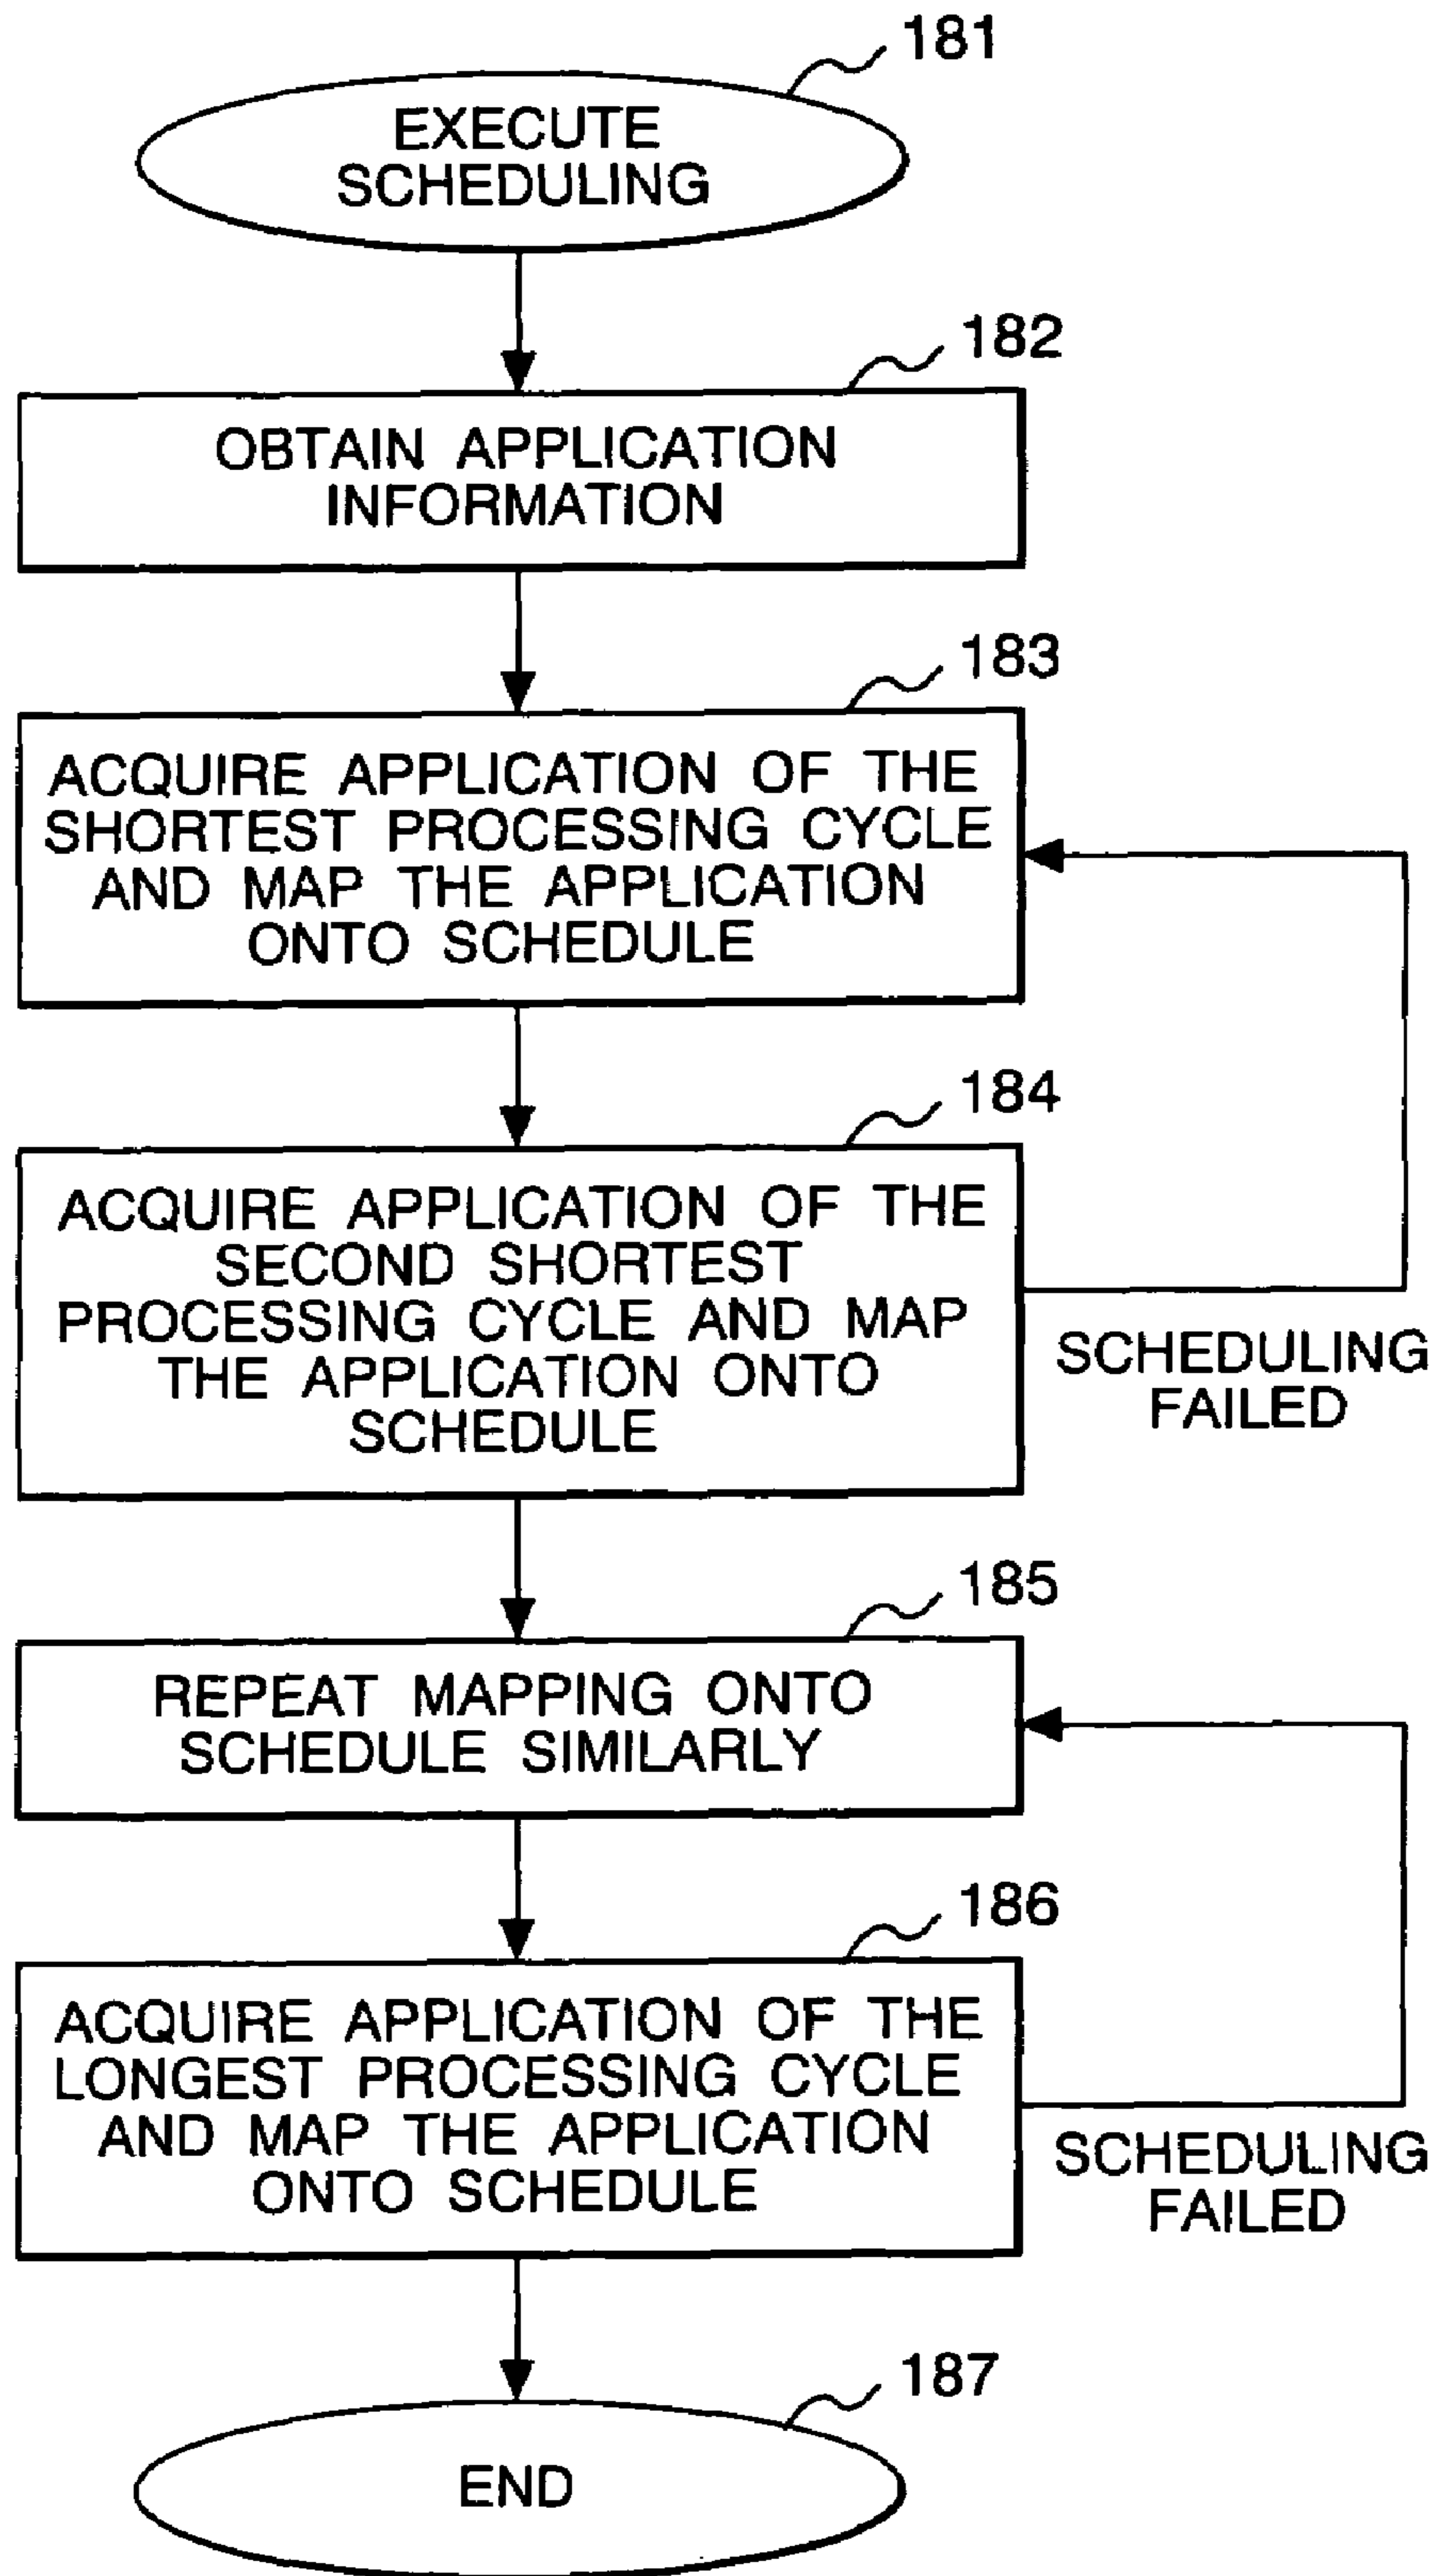 181
EXECUTE
SCHEDULING
182
OBTAIN APPLICATION
INFORMATION
183
ACQUIRE APPLICATION OF THE
SHORTEST PROCESSING CYCLE
AND MAP THE APPLICATION
ONTO SCHEDULE
184
ACQUIRE APPLICATION OF THE
SECOND SHORTEST
PROCESSING CYCLE AND MAP
THE APPLICATION ONTO
SCHEDULE
SCHEDULING
FAILED
185
REPEAT MAPPING ONTO
SCHEDULE SIMILARLY
186
ACQUIRE APPLICATION OF THE
LONGEST PROCESSING CYCLE
AND MAP THE APPLICATION
ONTO SCHEDULE
SCHEDULING
FAILED
187
END